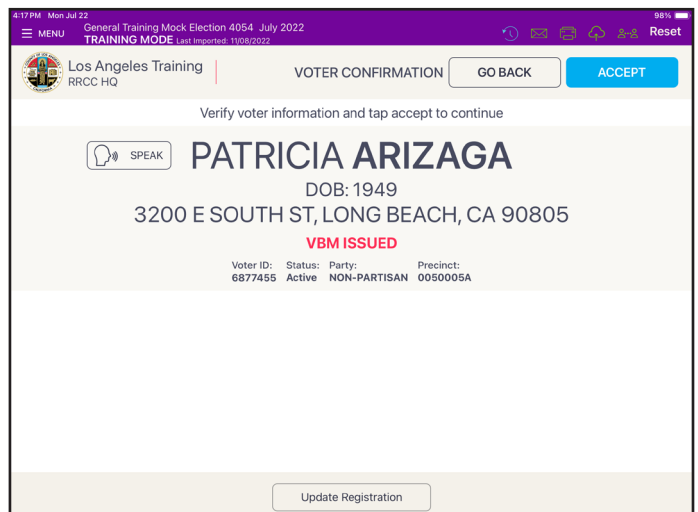 4:17 PM Mon Jul 22
98%
MENU
General Training Mock Election 4054 July 2022
TRAINING MODE Last Imported: 11/08/2022
Reset
Los Angeles Training
RRCC HQ
VOTER CONFIRMATION
GO BACK
ACCEPT
Verify voter information and tap accept to continue
SPEAK
PATRICIA ARIZAGA
DOB: 1949
3200 E SOUTH ST, LONG BEACH, CA 90805
VBM ISSUED
Voter ID: Status: Party: Precinct:
6877455 Active NON-PARTISAN 0050005A
Update Registration